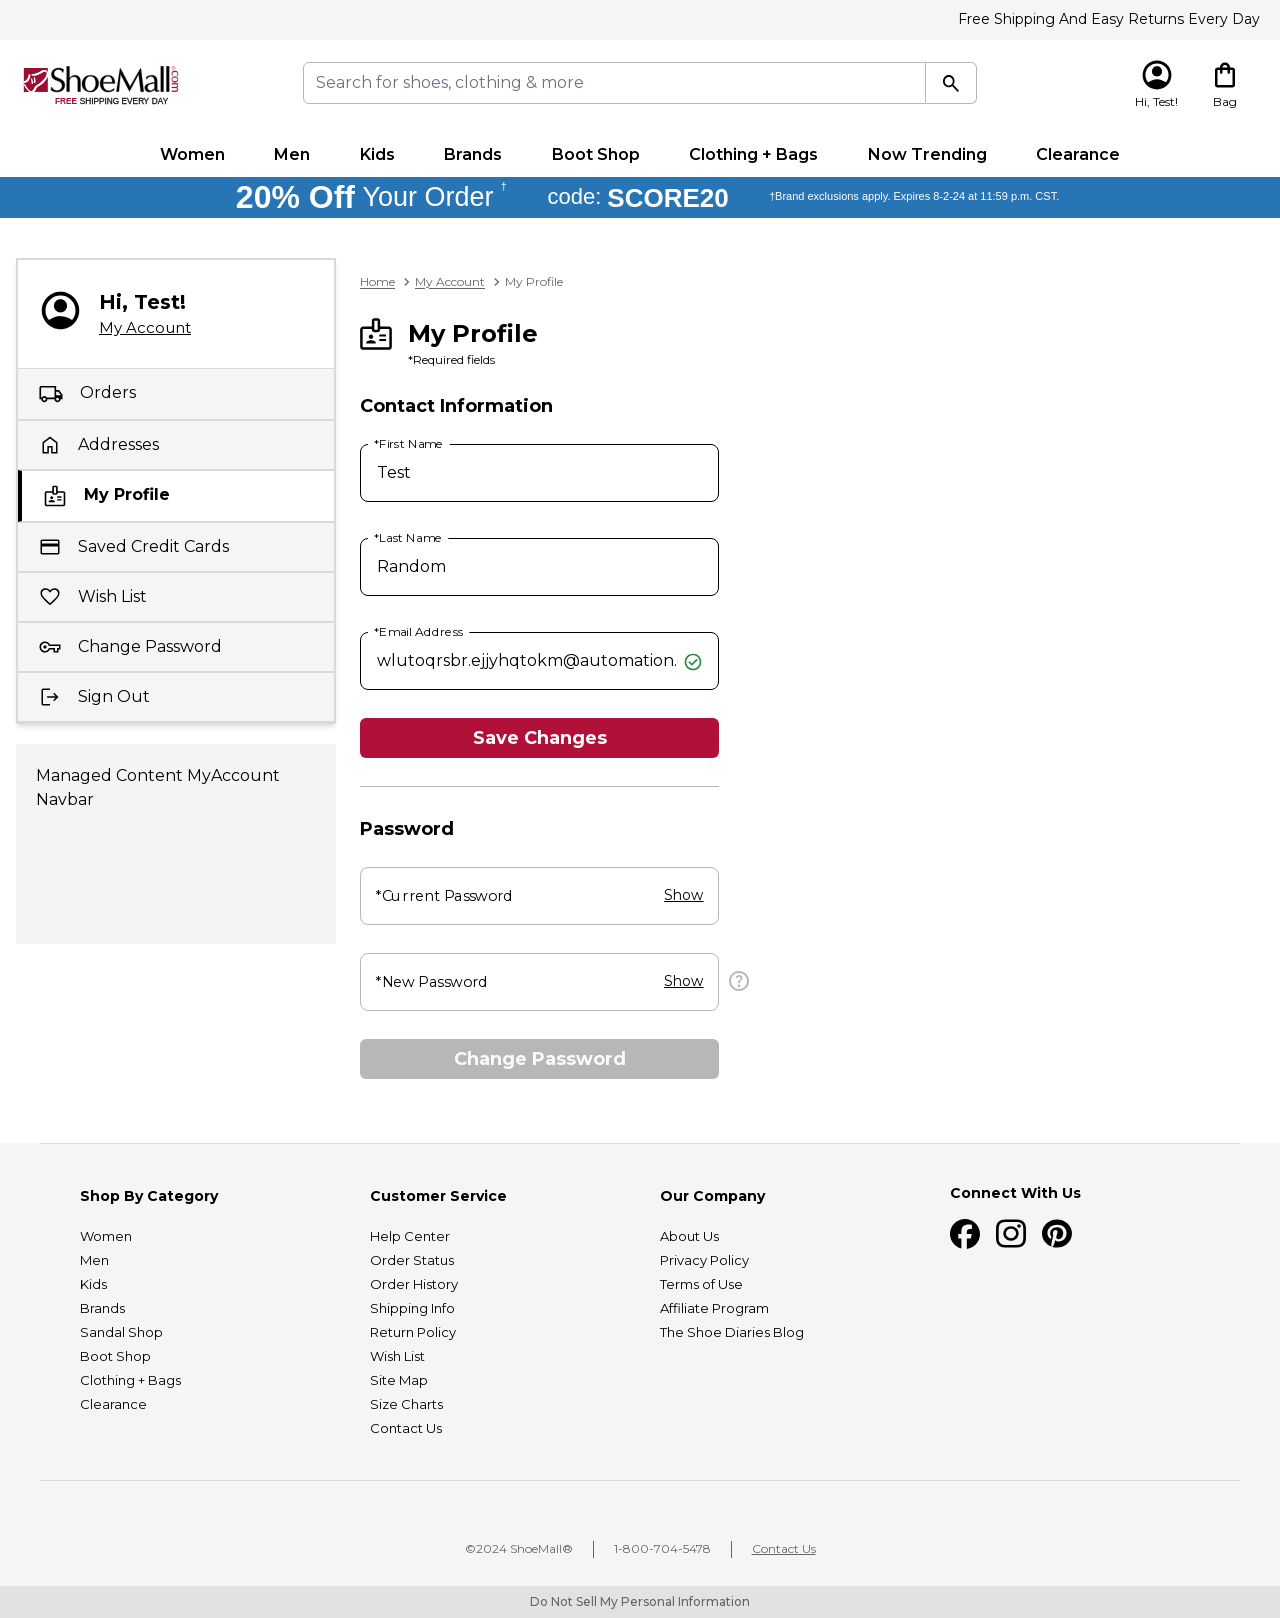 Free Shipping And Easy Returns Every Day
ShoeMall.com
FREE SHIPPING EVERY DAY
Search for shoes, clothing & more
Hi, Test!
Bag
Women Men Kids Brands Boot Shop Clothing + Bags Now Trending Clearance
20% Off Your Order † code: SCORE20 †Brand exclusions apply. Expires 8-2-24 at 11:59 p.m. CST.
Hi, Test!
My Account
Orders
Addresses
My Profile
Saved Credit Cards
Wish List
Change Password
Sign Out
Managed Content MyAccount
Navbar
Home > My Account > My Profile
My Profile
*Required fields
Contact Information
*First Name
Test
*Last Name
Random
*Email Address
wlutoqrsbr.ejjyhqtokm@automation.
Save Changes
Password
*Current Password Show
*New Password Show ?
Change Password
Shop By Category
Women
Men
Kids
Brands
Sandal Shop
Boot Shop
Clothing + Bags
Clearance
Customer Service
Help Center
Order Status
Order History
Shipping Info
Return Policy
Wish List
Site Map
Size Charts
Contact Us
Our Company
About Us
Privacy Policy
Terms of Use
Affiliate Program
The Shoe Diaries Blog
Connect With Us
©2024 ShoeMall® | 1-800-704-5478 | Contact Us
Do Not Sell My Personal Information